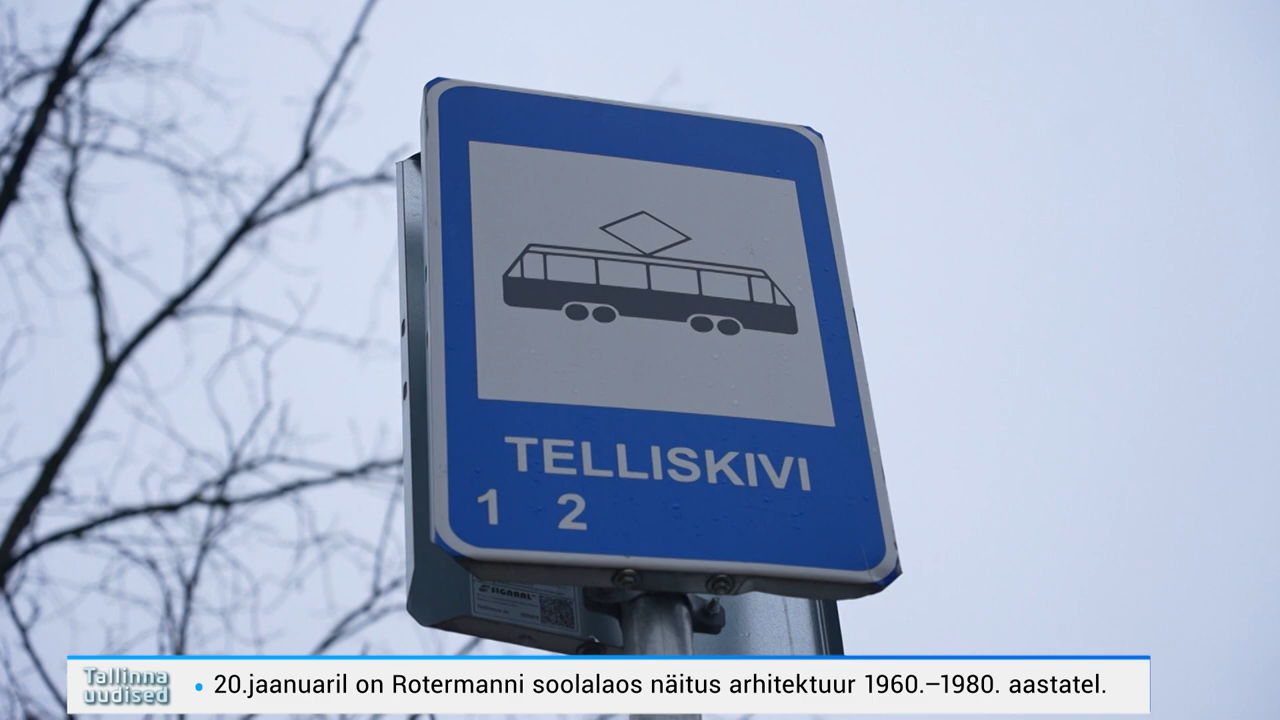 TELLISKIVI
1 2
SIGNAAL
Tallinna
uudised
• 20.jaanuaril on Rotermanni soolalaos näitus arhitektuur 1960.–1980. aastatel.